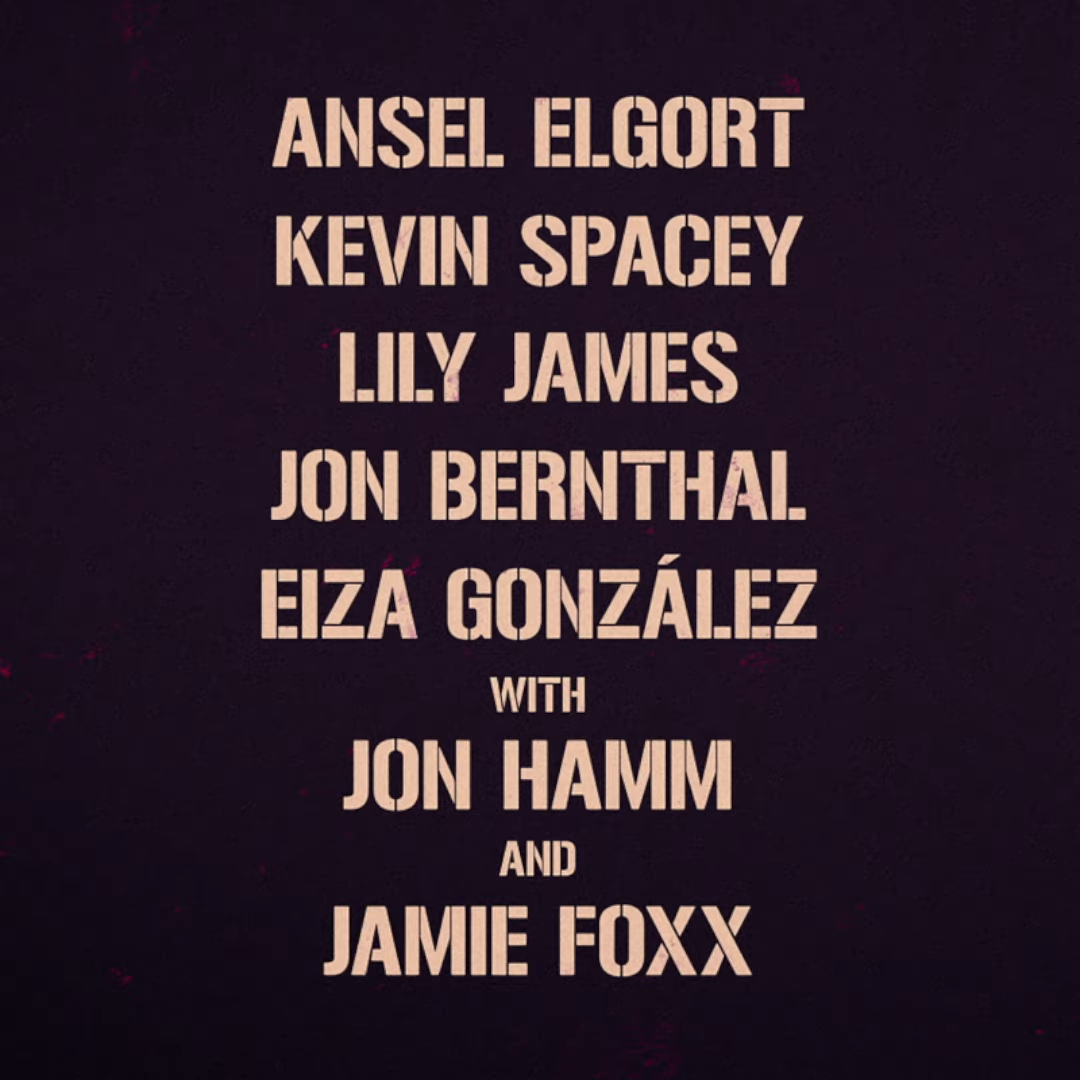 ANSEL ELGORT
KEVIN SPACEY
LILY JAMES
JON BERNTHAL
EIZA GONZÁLEZ
WITH
JON HAMM
AND
JAMIE FOXX